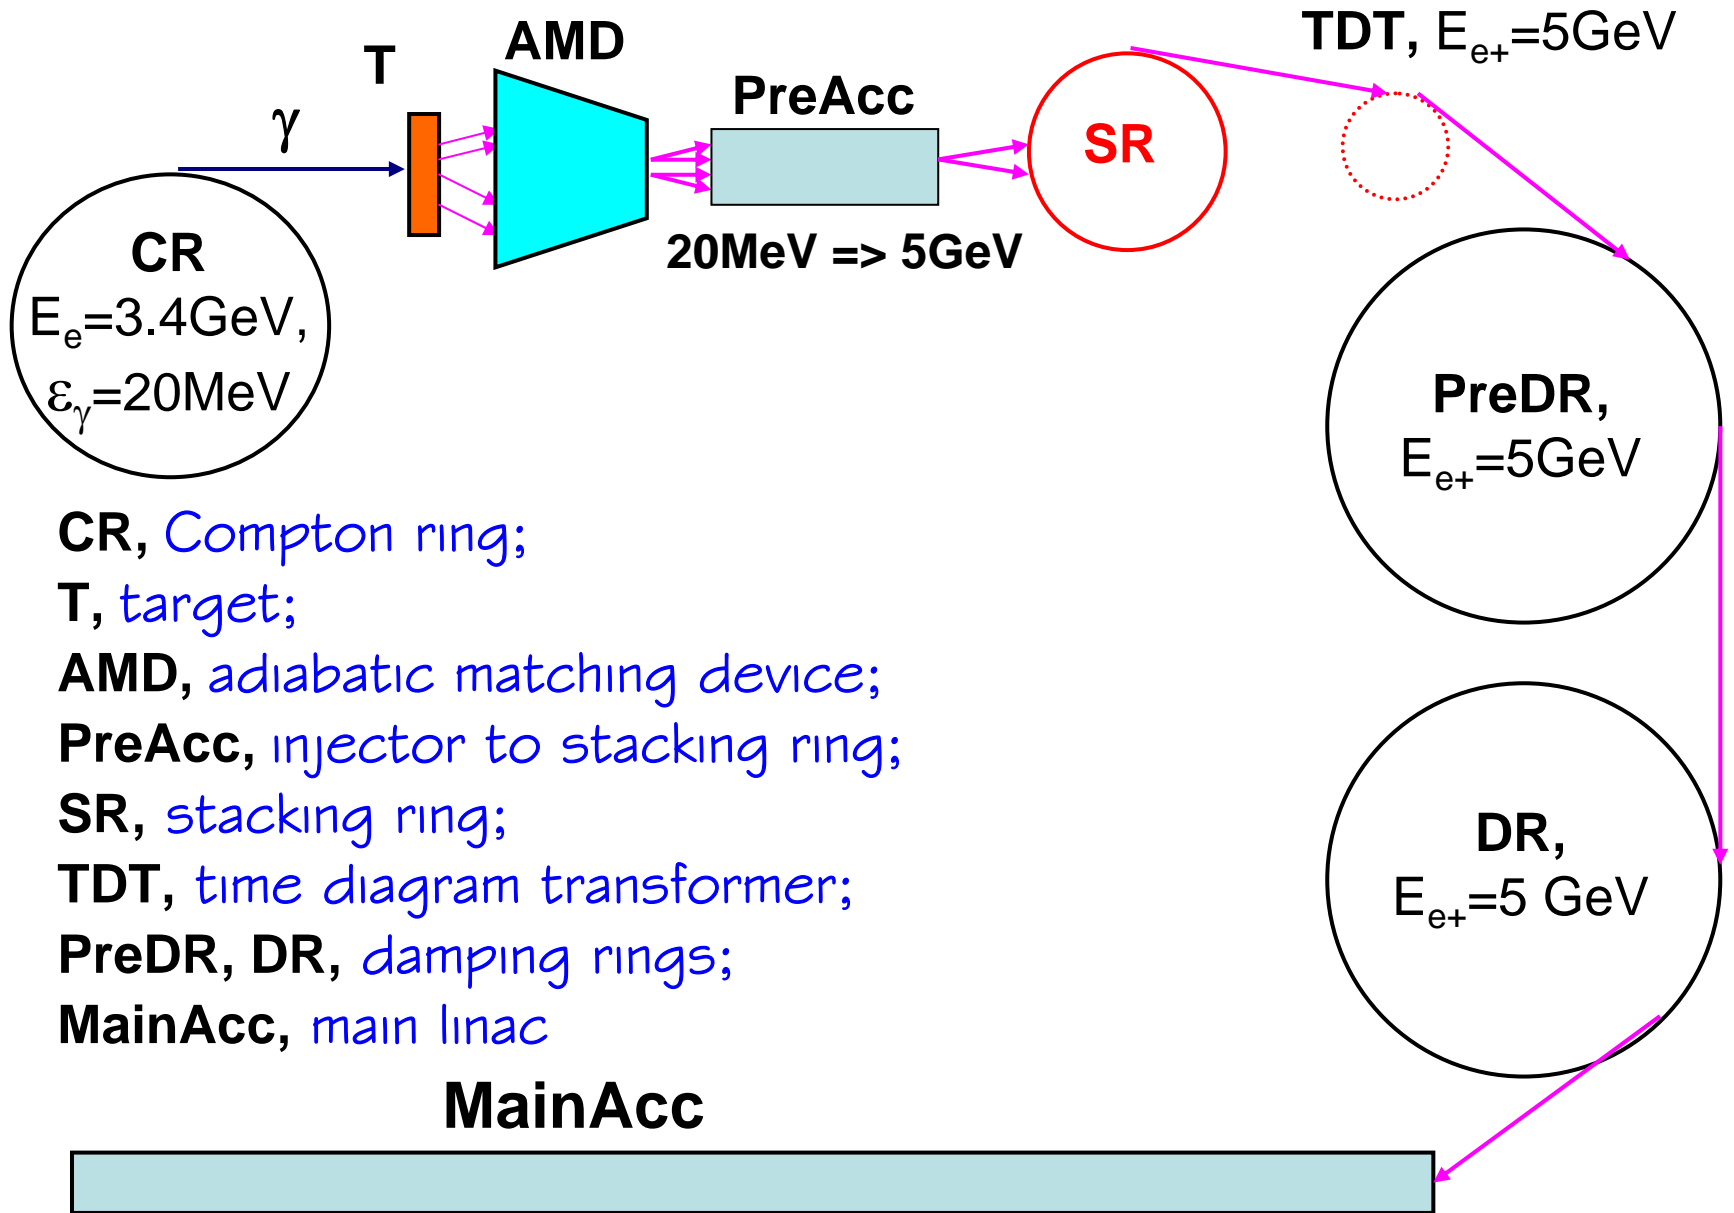 TDT, Ee+=5GeV
AMD
T
PreAcc
γ
SR
20MeV => 5GeV
CR
Ee=3.4GeV,
εγ=20MeV
PreDR,
Ee+=5GeV
CR, Compton ring;
T, target;
AMD, adiabatic matching device;
PreAcc, injector to stacking ring;
SR, stacking ring;
TDT, time diagram transformer;
PreDR, DR, damping rings;
MainAcc, main linac
DR,
Ee+=5 GeV
MainAcc